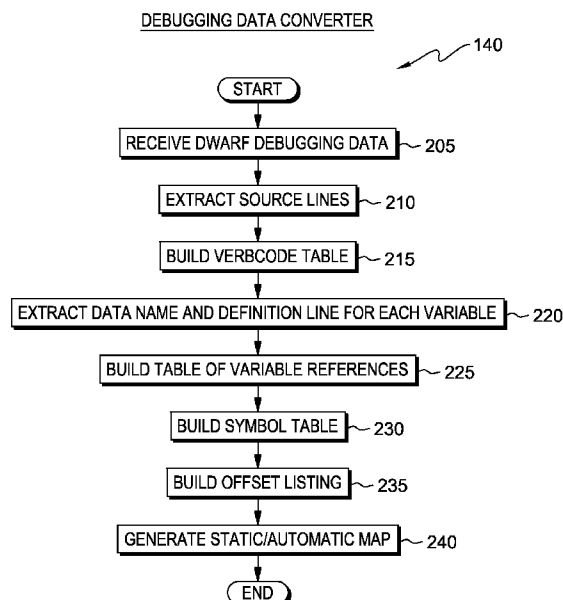 DEBUGGING DATA CONVERTER
140
START
RECEIVE DWARF DEBUGGING DATA 205
EXTRACT SOURCE LINES 210
BUILD VERBCODE TABLE 215
EXTRACT DATA NAME AND DEFINITION LINE FOR EACH VARIABLE 220
BUILD TABLE OF VARIABLE REFERENCES 225
BUILD SYMBOL TABLE 230
BUILD OFFSET LISTING 235
GENERATE STATIC/AUTOMATIC MAP 240
END